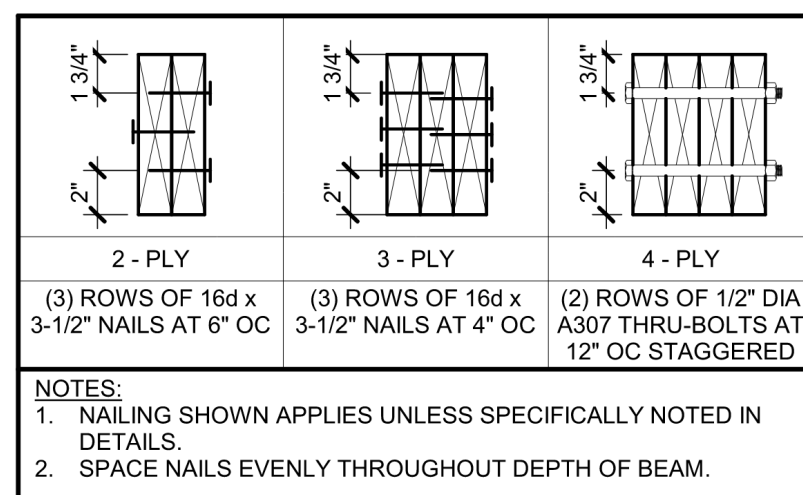 1 3/4"
2"
1 3/4"
2"
1 3/4"
2"
2 - PLY
3 - PLY
4 - PLY
(3) ROWS OF 16d x
3-1/2" NAILS AT 6" OC
(3) ROWS OF 16d x
3-1/2" NAILS AT 4" OC
(2) ROWS OF 1/2" DIA
A307 THRU-BOLTS AT
12" OC STAGGERED
NOTES:
1. NAILING SHOWN APPLIES UNLESS SPECIFICALLY NOTED IN
DETAILS.
2. SPACE NAILS EVENLY THROUGHOUT DEPTH OF BEAM.